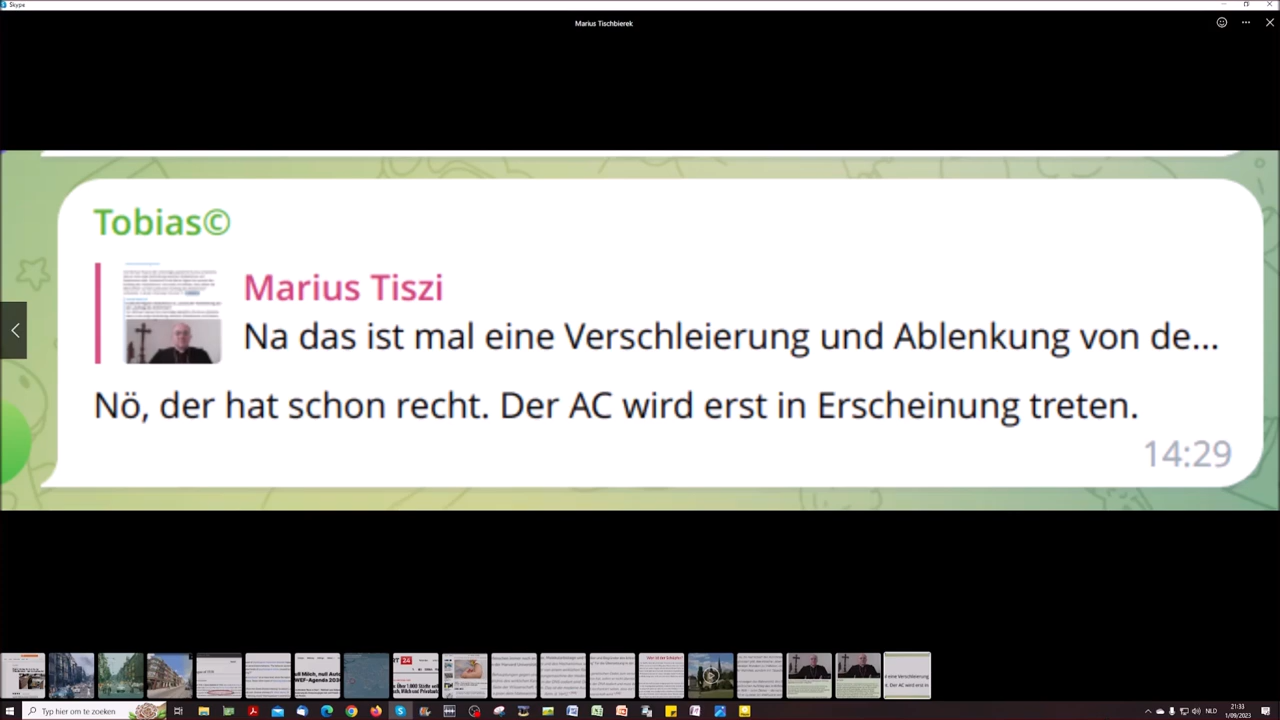 Skype
Marius Tischbierek
Tobias©
Marius Tiszi
Na das ist mal eine Verschleierung und Ablenkung von de...
Nö, der hat schon recht. Der AC wird erst in Erscheinung treten.
14:29
Typ hier om te zoeken
NLD
21:33
1/09/2023